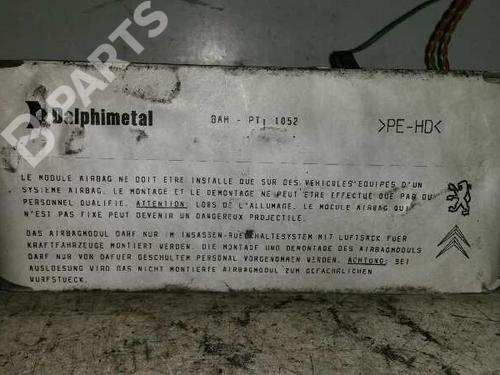 B-PARTS
Dalphimetal
BAM - PT1 1052
>PE-HD<
LE MODULE AIRBAG NE DOIT ETRE INSTALLE QUE SUR DES VEHICULES EQUIPES D'UN
SYSTEME AIRBAG. LE MONTAGE ET LE DEMONTAGE NE PEUT ETRE EFFECTUE QUE PAR DU
PERSONNEL QUALIFIE. ATTENTION: LORS DE L'ALLUMAGE. LE MODULE AIRBAG QUI
N'EST PAS FIXE PEUT DEVENIR UN DANGEREUX PROJECTILE.
DAS AIRBAGMODUL DARF NUR IM INSASSEN-RUECKHALTESYSTEM MIT LUFTSACK FUER
KRAFTFAHRZEUGE MONTIERT WERDEN. DIE MONTAGE UND DEMONTAGE DES AIRBAGMODULS
DARF NUR VON DAFUER GESCHULTEM PERSONAL VORGENOMMEN WERDEN. ACHTUNG: BEI
AUSLOESUNG WIRD DAS NICHT MONTIERTE AIRBAGMODUL ZUM GEFAEHRLICHEN
WURFSTUECK.